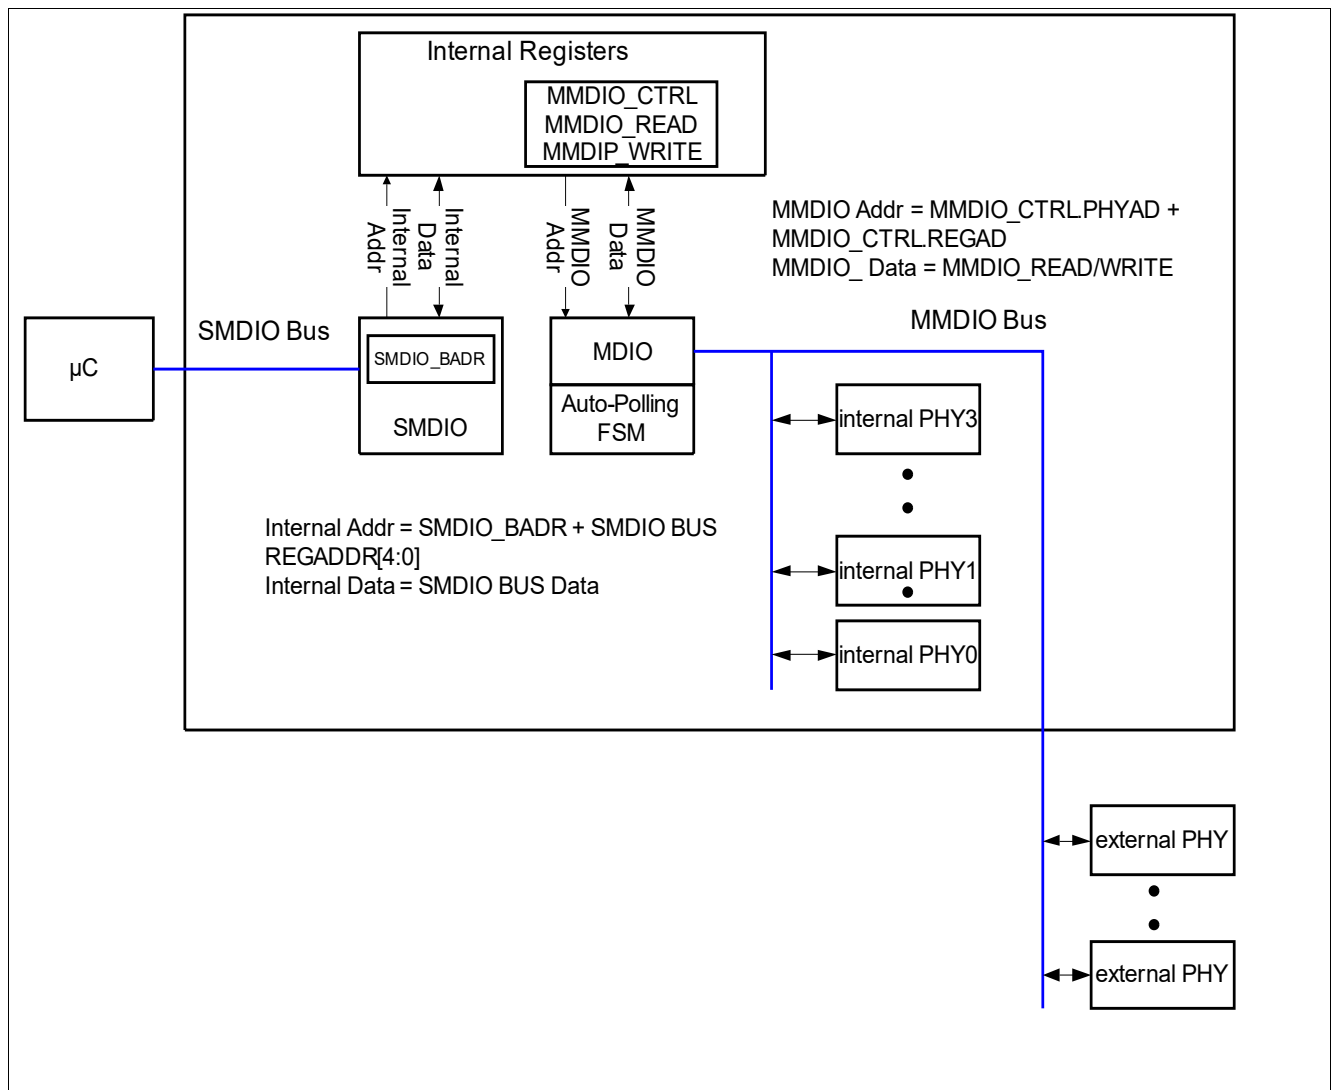 Internal Registers
MMDIO_CTRL
MMDIO_READ
MMDIP_WRITE
Internal
Addr
Internal
Data
MMDIO
Addr
MMDIO
Data
MMDIO Addr = MMDIO_CTRL.PHYAD +
MMDIO_CTRL.REGAD
MMDIO_ Data = MMDIO_READ/WRITE
SMDIO Bus
MMDIO Bus
µC
SMDIO_BADR
SMDIO
MDIO
Auto-Polling
FSM
internal PHY3
Internal Addr = SMDIO_BADR + SMDIO BUS
REGADDR[4:0]
Internal Data = SMDIO BUS Data
internal PHY1
internal PHY0
external PHY
external PHY